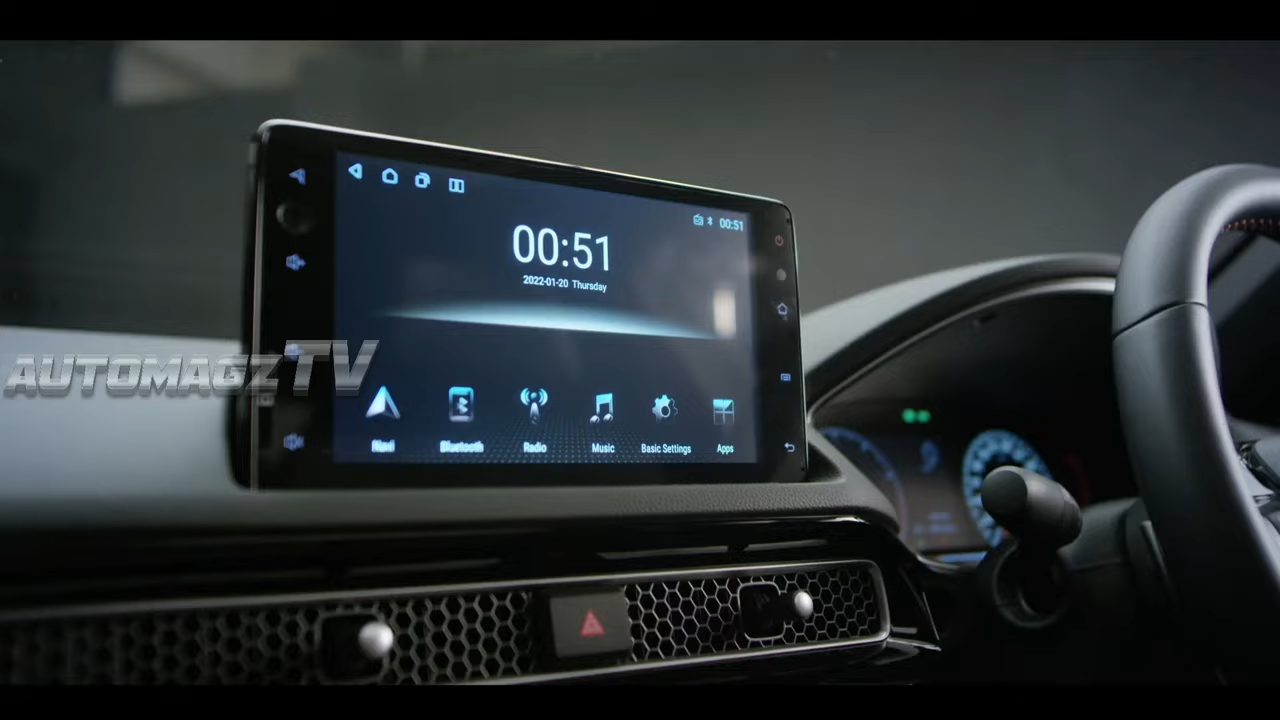 00:51
00:51
2022-01-20 Thursday
AUTOMAGZTV
Navi
Bluetooth
Radio
Music
Basic Settings
Apps